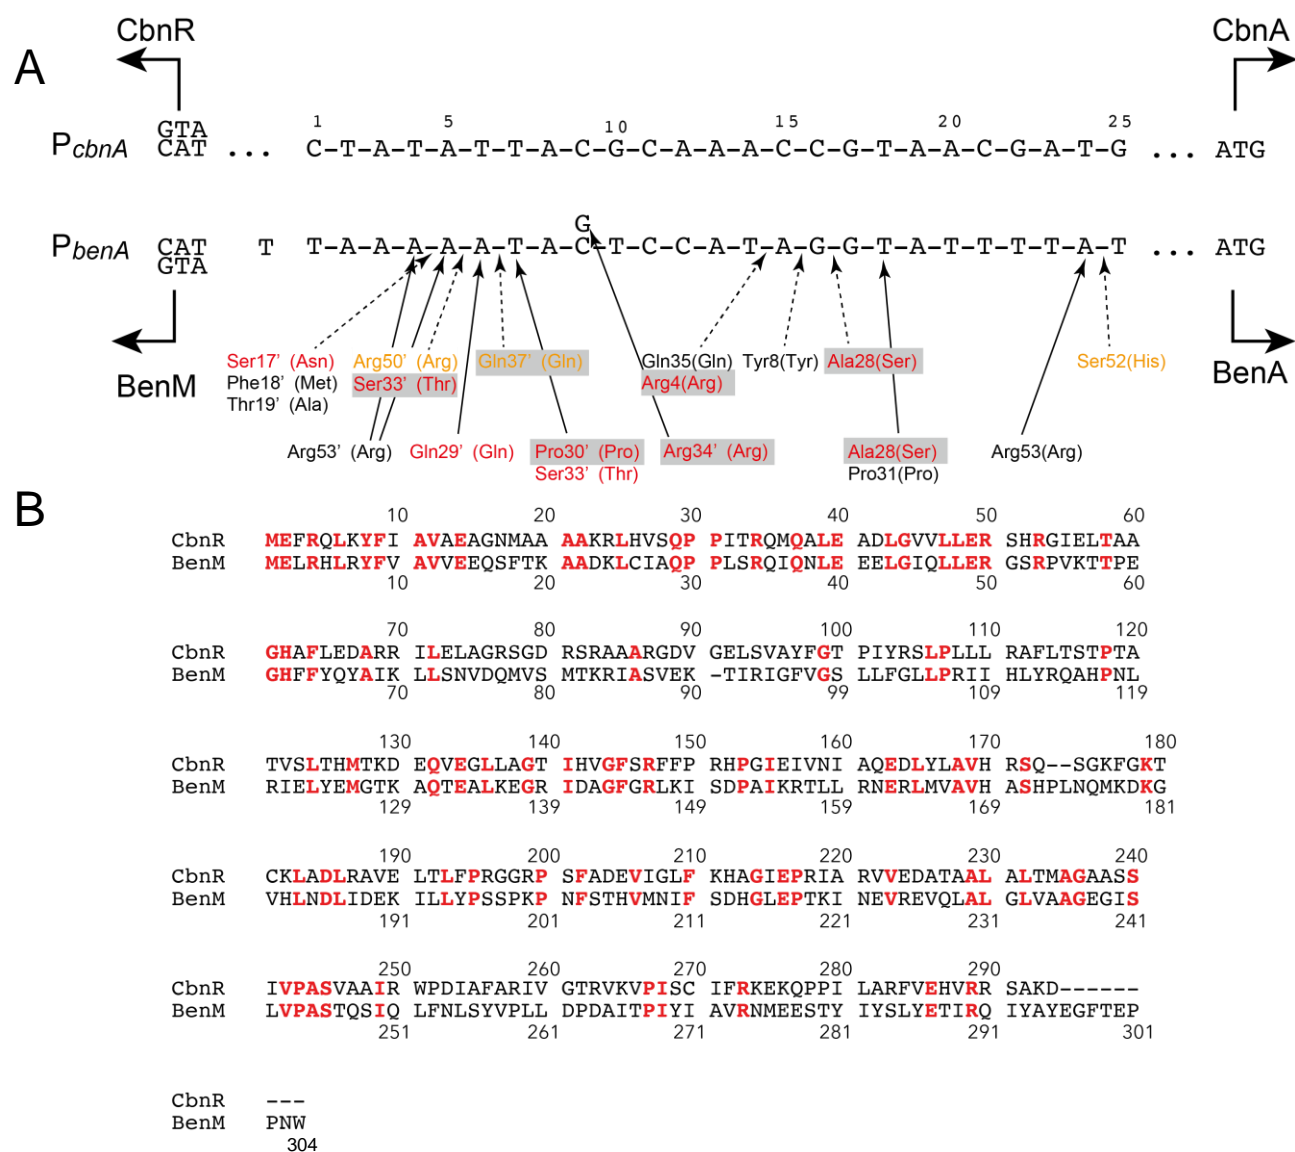 A
CbnR
CbnA
1 5 10 15 20 25
GTA
PcbnA CAT ... C-T-A-T-A-T-T-A-C-G-C-A-A-A-C-C-G-T-A-A-C-G-A-T-G ... ATG
G
PbenA CAT T T-A-A-A-A-A-T-A-C-T-C-C-A-T-A-G-G-T-A-T-T-T-T-A-T ... ATG
GTA
BenM
BenA
Ser17' (Asn) Arg50' (Arg) Gln37' (Gln) Gln35(Gln) Tyr8(Tyr) Ala28(Ser) Ser52(His)
Phe18' (Met) Ser33' (Thr) Arg4(Arg)
Thr19' (Ala)
Arg53' (Arg) Gln29' (Gln) Pro30' (Pro) Arg34' (Arg) Ala28(Ser) Arg53(Arg)
Ser33' (Thr) Pro31(Pro)
B
10 20 30 40 50 60
CbnR MEFRQLKYFI AVAEAGNMAA AAKRLHVSQP PITRQMQALE ADLGVVLLER SHRGIELTAA
BenM MELRHLRYFV AVVEEQSFTK AADKLCIAQP PLSRQIQNLE EELGIQLLER GSRPVKTTPE
10 20 30 40 50 60
70 80 90 100 110 120
CbnR GHAFLEDARR ILELAGRSGD RSRAAARGDV GELSVAYFGT PIYRSLPLLL RAFLTSTPTA
BenM GHFFYQYAIK LLSNVDQMVS MTKRIASVEK -TIRIGFVGS LLFGLLPRII HLYRQAHPNL
70 80 90 99 109 119
130 140 150 160 170 180
CbnR TVSLTHMTKD EQVEGLLAGT IHVGFSRFFP RHPGIEIVNI AQEDLYLAVH RSQ--SGKFGKT
BenM RIELYEMGTK AQTEALKEGR IDAGFGRLKI SDPAIKRTLL RNERLMVAVH ASHPLNQMKDKG
129 139 149 159 169 181
190 200 210 220 230 240
CbnR CKLADLRAVE LTLFPRGGRP SFADEVIGLF KHAGIEPRIA RVVEDATAAL ALTMAGAASS
BenM VHLNDLIDEK ILLYPSSPKP NFSTHVMNIF SDHGLEPTKI NEVREVQLAL GLVAAGEGIS
191 201 211 221 231 241
250 260 270 280 290
CbnR IVPASVAAIR WPDIAFARIV GTRVKVPISC IFRKEKQPPI LARFVEHVRR SAKD------
BenM LVPASTQSIQ LFNLSYVPLL DPDAITPIYI AVRNMEESTY IYSLYETIRQ IYAYEGFTEP
251 261 271 281 291 301
CbnR ---
BenM PNW
304